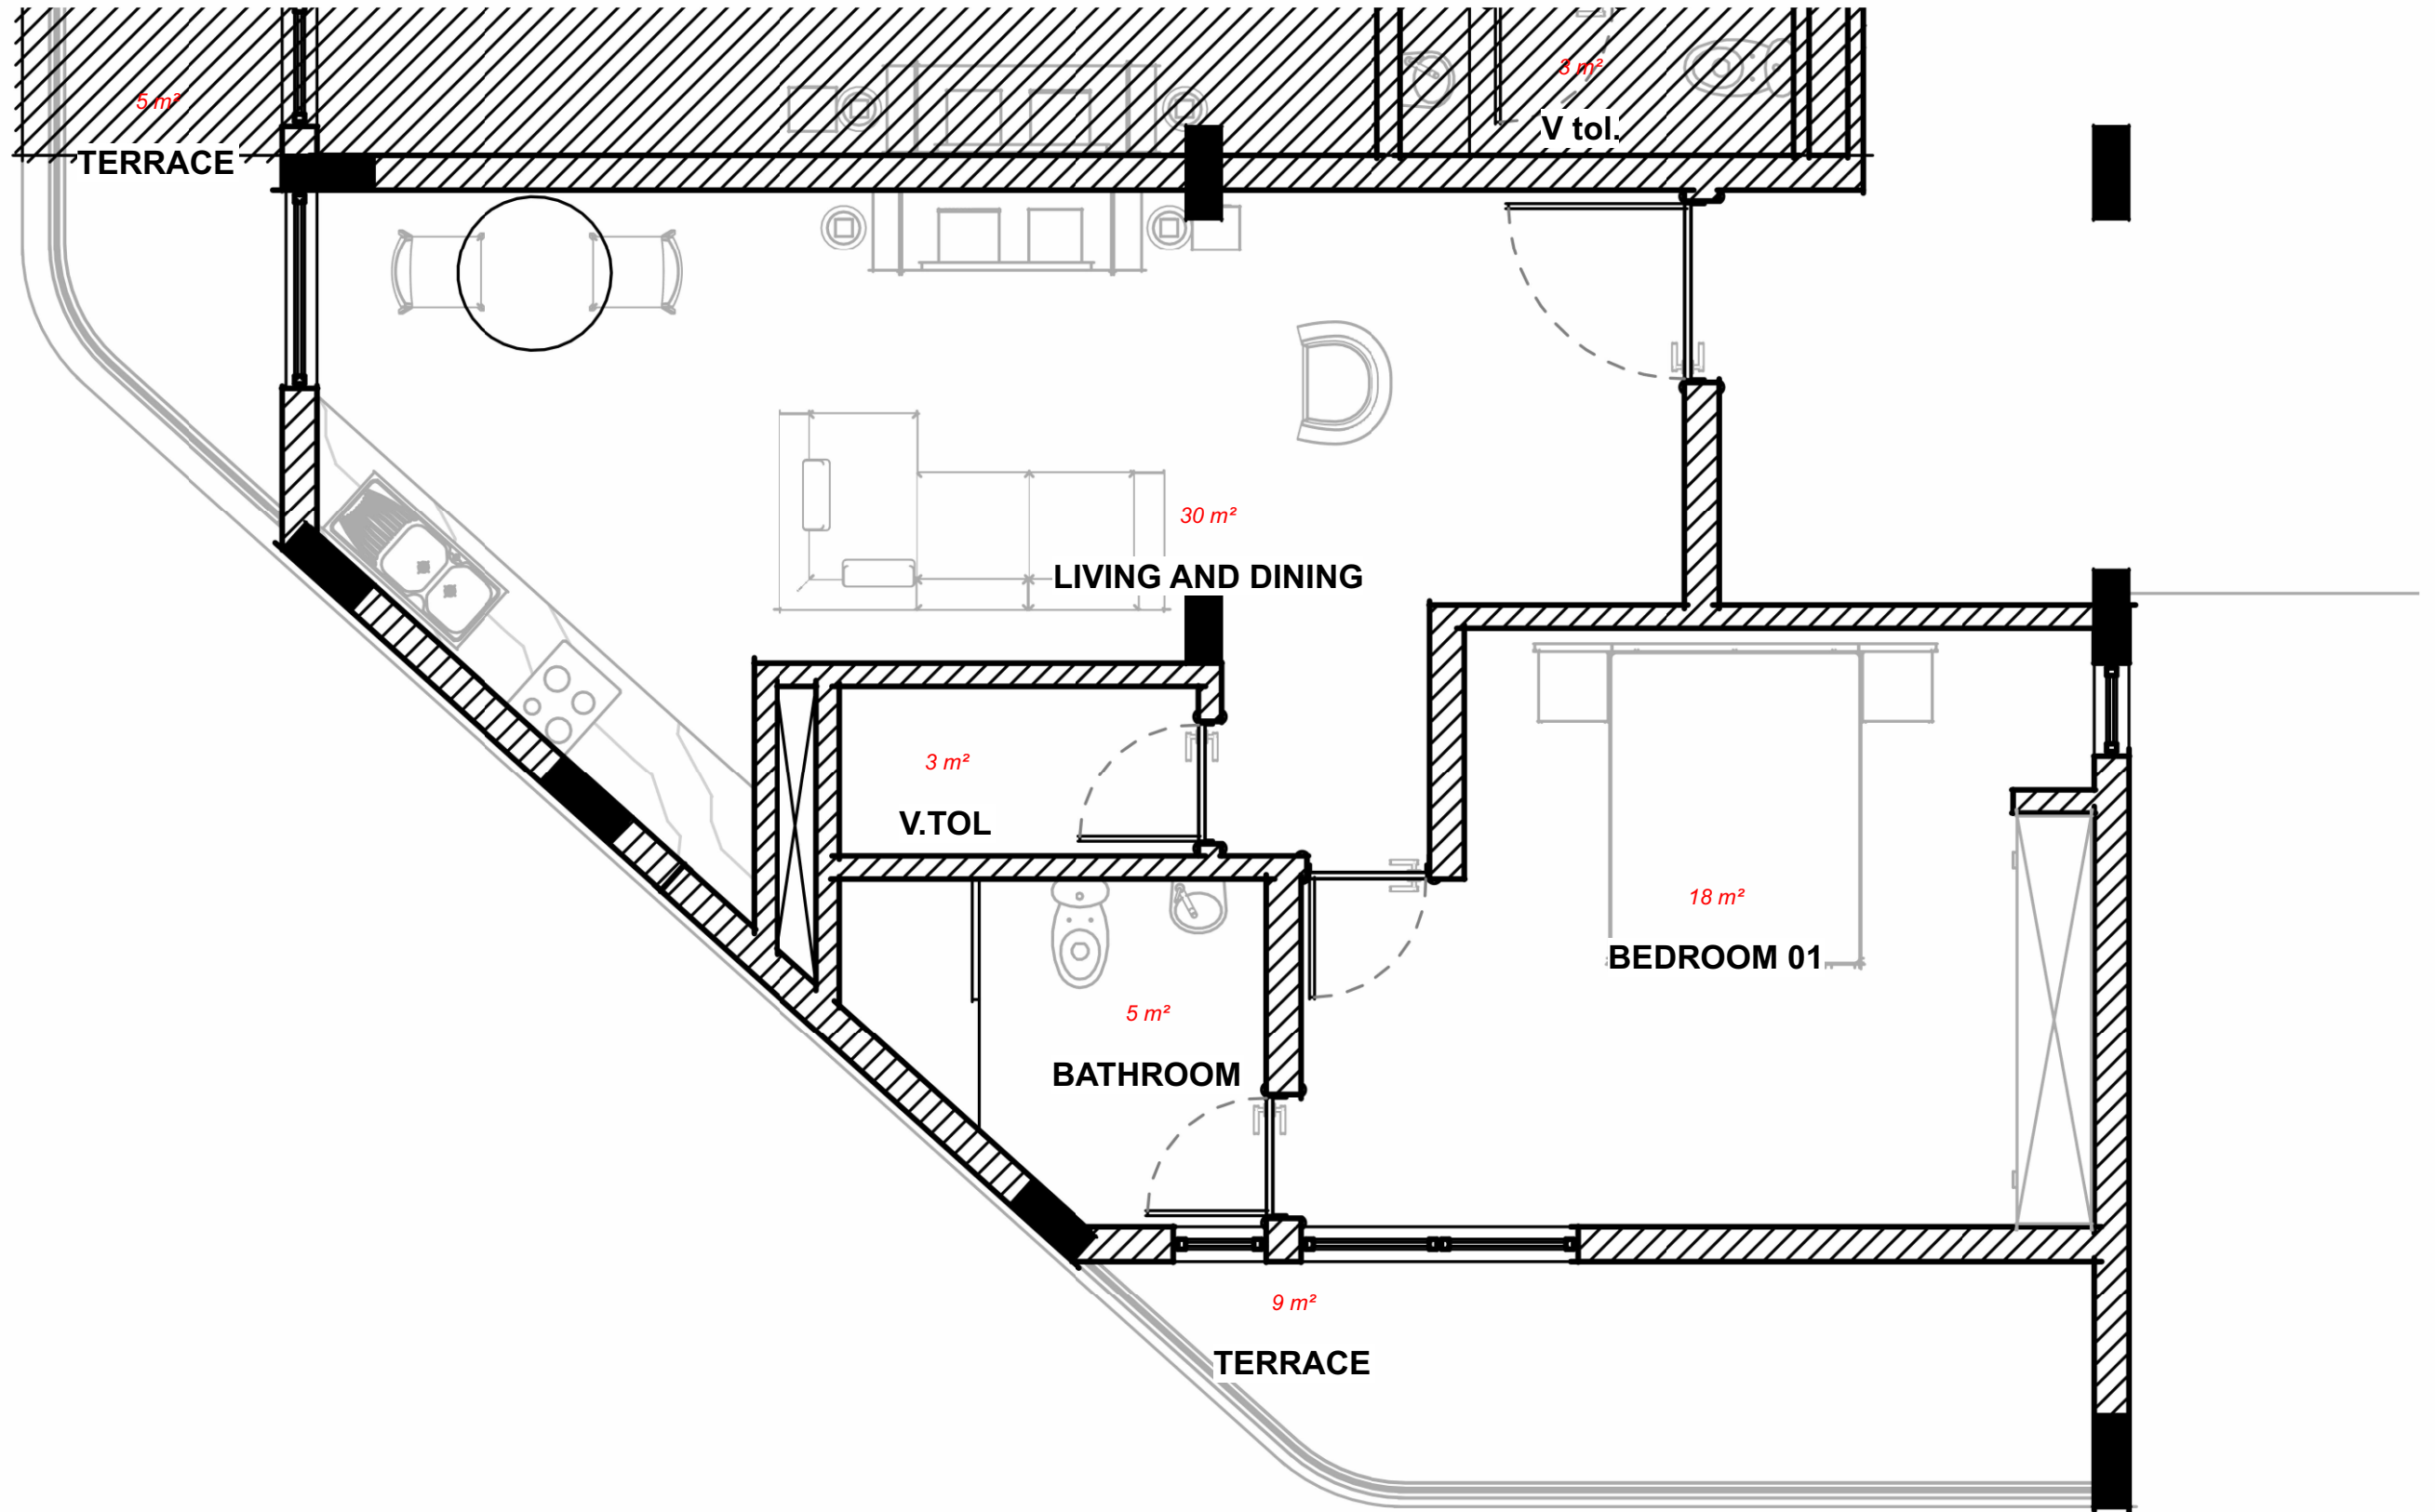 3 m²
5 m²
V tol.
TERRACE
30 m²
LIVING AND DINING
3 m²
V.TOL
18 m²
BEDROOM 01
5 m²
BATHROOM
9 m²
TERRACE